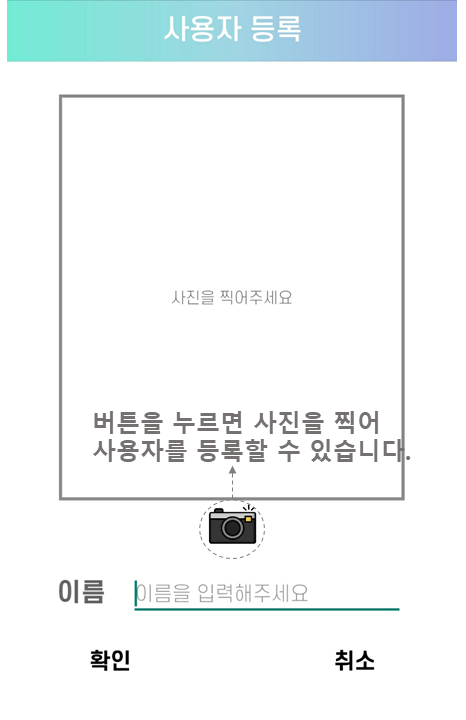 사용자 등록
사진을 찍어주세요
버튼을 누르면 사진을 찍어
사용자를 등록할 수 있습니다.
이름
이름을 입력해주세요
확인
취소